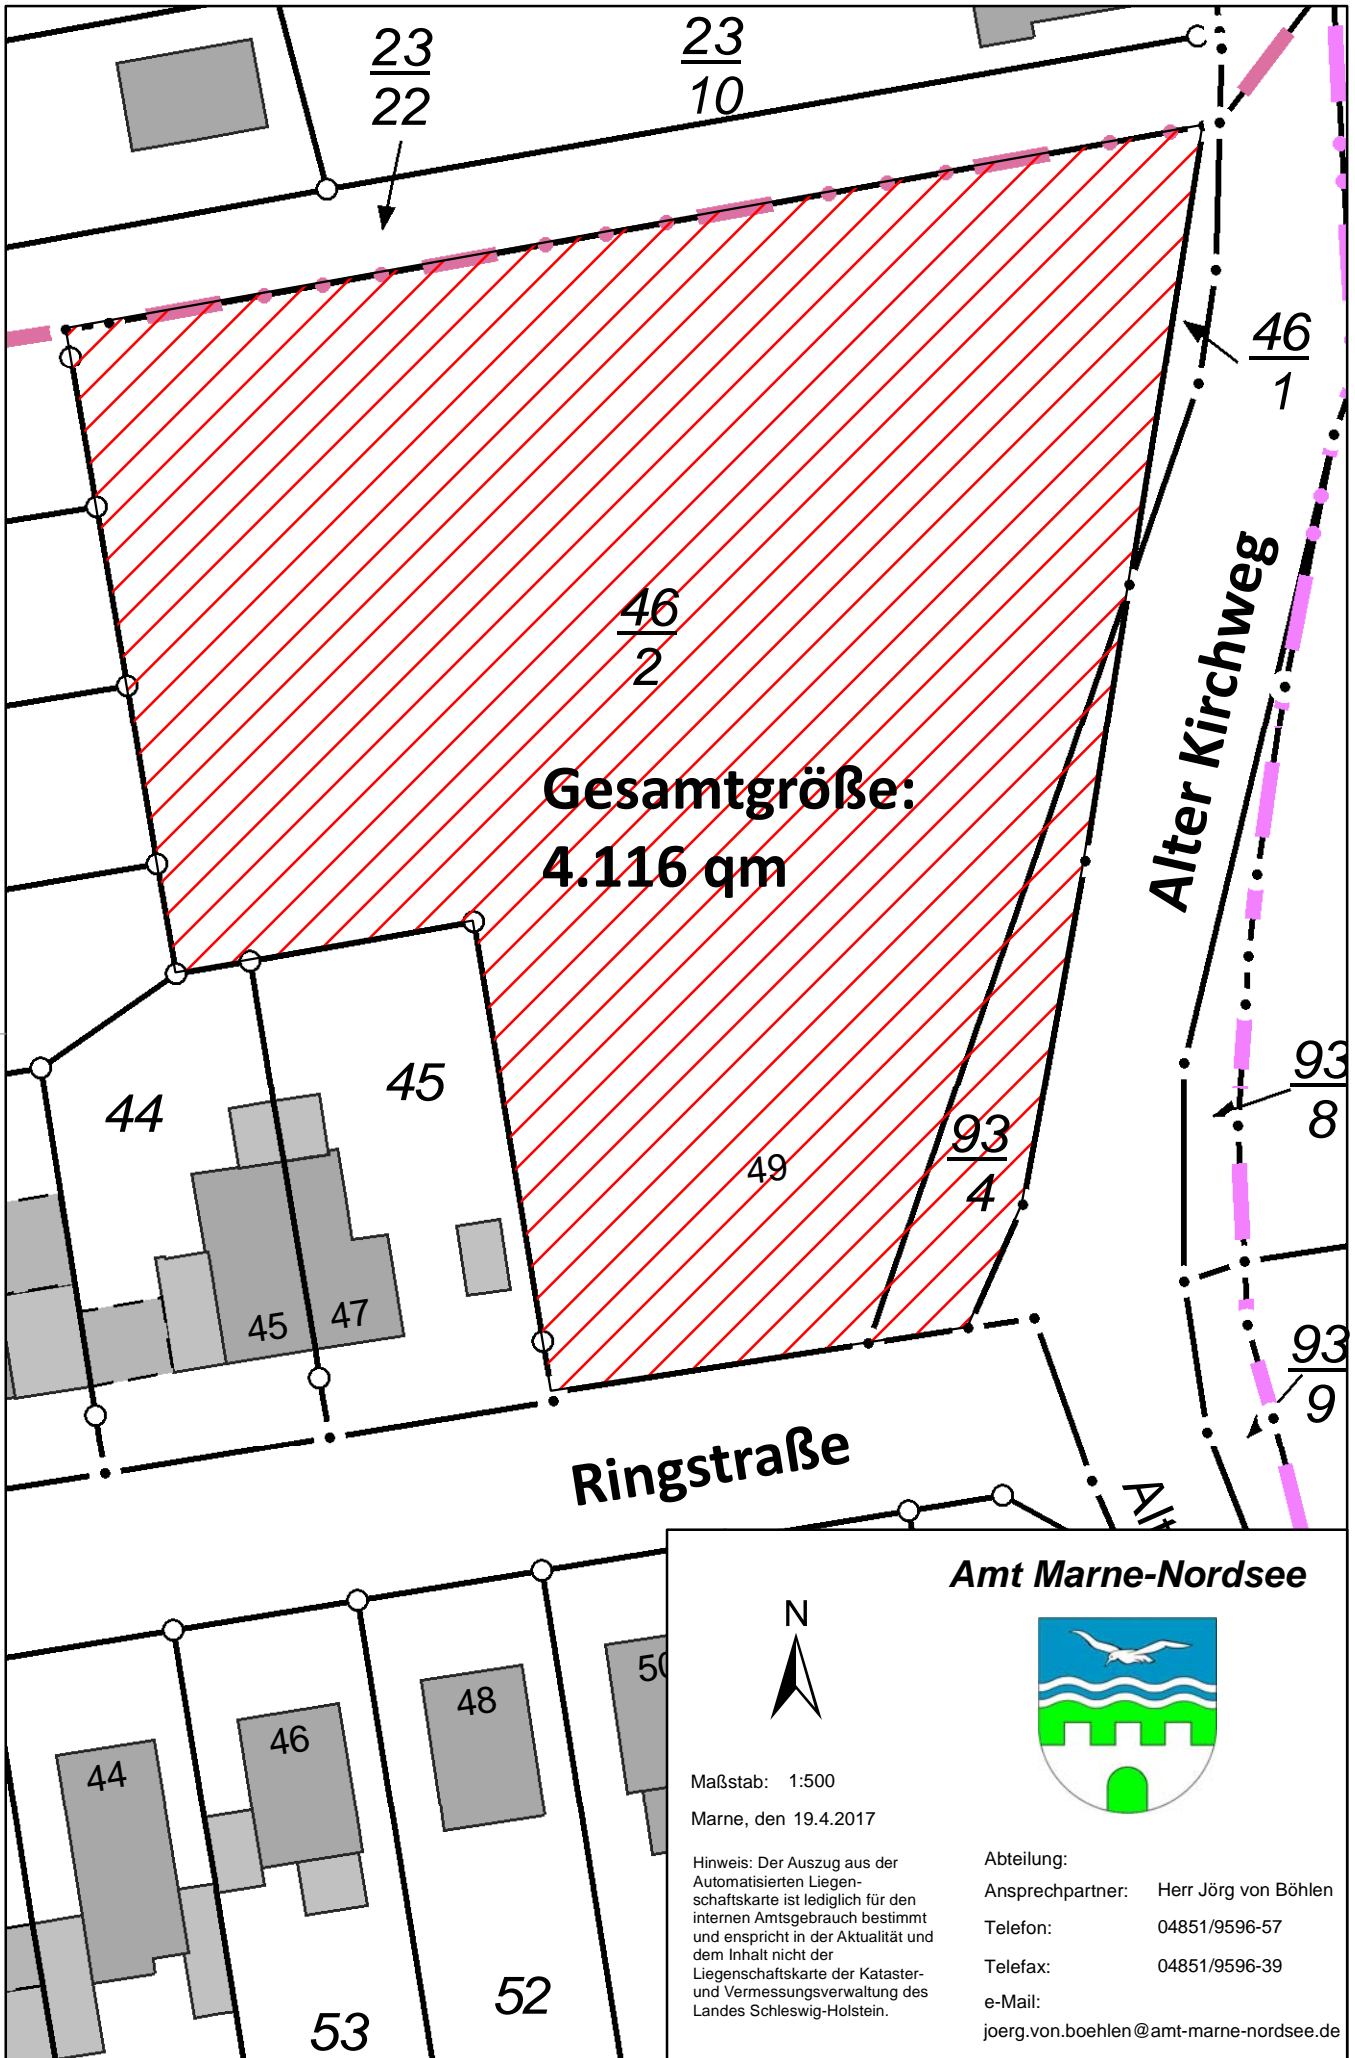 23
22
23
10
46
1
46
2
Gesamtgröße:
4.116 qm
Alter Kirchweg
44
45
93
4
49
93
8
45
47
93
9
Ringstraße
Alt
44
46
48
50
53
52
Amt Marne-Nordsee
N
Maßstab: 1:500
Marne, den 19.4.2017
Hinweis: Der Auszug aus der
Automatisierten Liegen-
schaftskarte ist lediglich für den
internen Amtsgebrauch bestimmt
und enspricht in der Aktualität und
dem Inhalt nicht der
Liegenschaftskarte der Kataster-
und Vermessungsverwaltung des
Landes Schleswig-Holstein.
Abteilung:
Ansprechpartner: Herr Jörg von Böhlen
Telefon: 04851/9596-57
Telefax: 04851/9596-39
e-Mail:
joerg.von.boehlen@amt-marne-nordsee.de